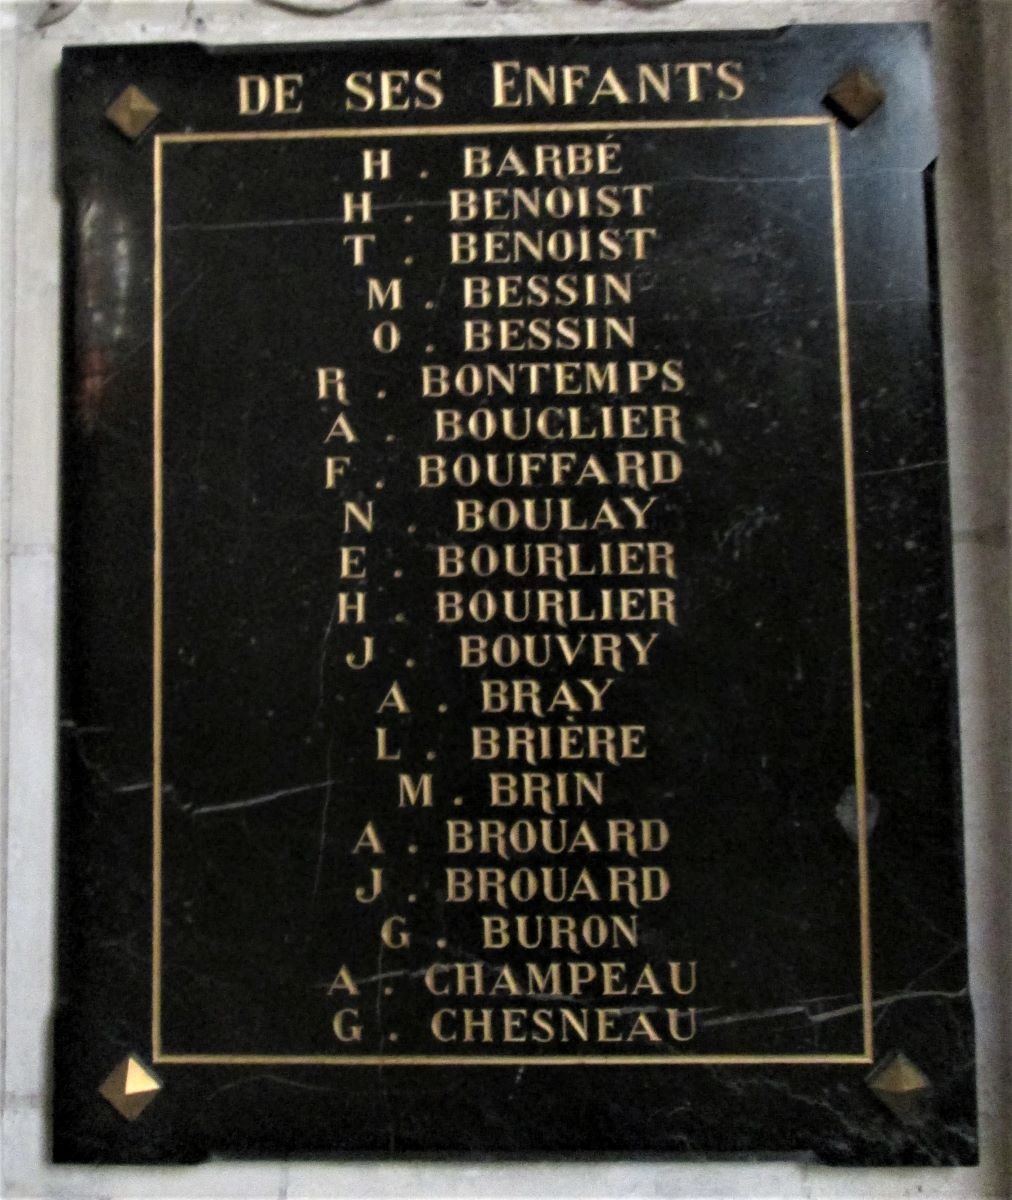 DE SES ENFANTS
H. BARBÉ
H. BENOIST
T. BENOIST
M. BESSIN
O. BESSIN
R. BONTEMPS
A. BOUCLIER
F. BOUFFARD
N. BOULAY
E. BOURLIER
H. BOURLIER
J. BOUVRY
A. BRAY
L. BRIÈRE
M. BRIN
A. BROUARD
J. BROUARD
G. BURON
A. CHAMPEAU
G. CHESNEAU